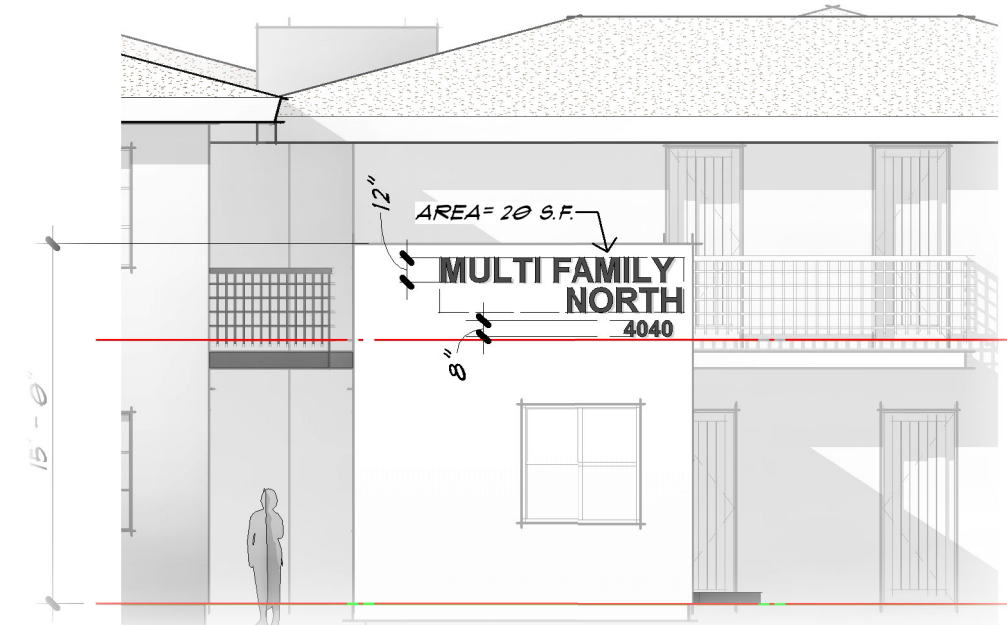 12"
AREA= 20 S.F.
MULTI FAMILY
NORTH
4040
8"
15' - 0"